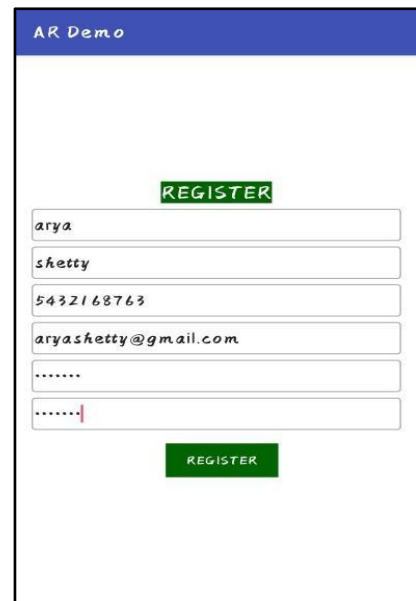 AR Demo
REGISTER
arya
shetty
5432168763
aryashetty@gmail.com
·······
·······
REGISTER